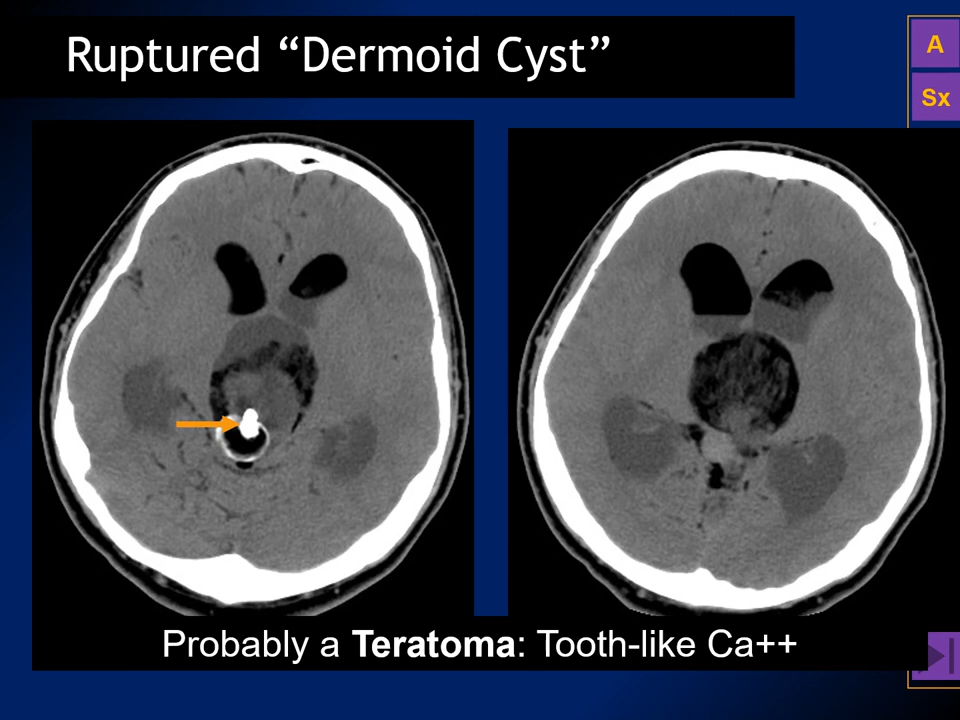 Ruptured “Dermoid Cyst”
A
Sx
Probably a Teratoma: Tooth-like Ca++